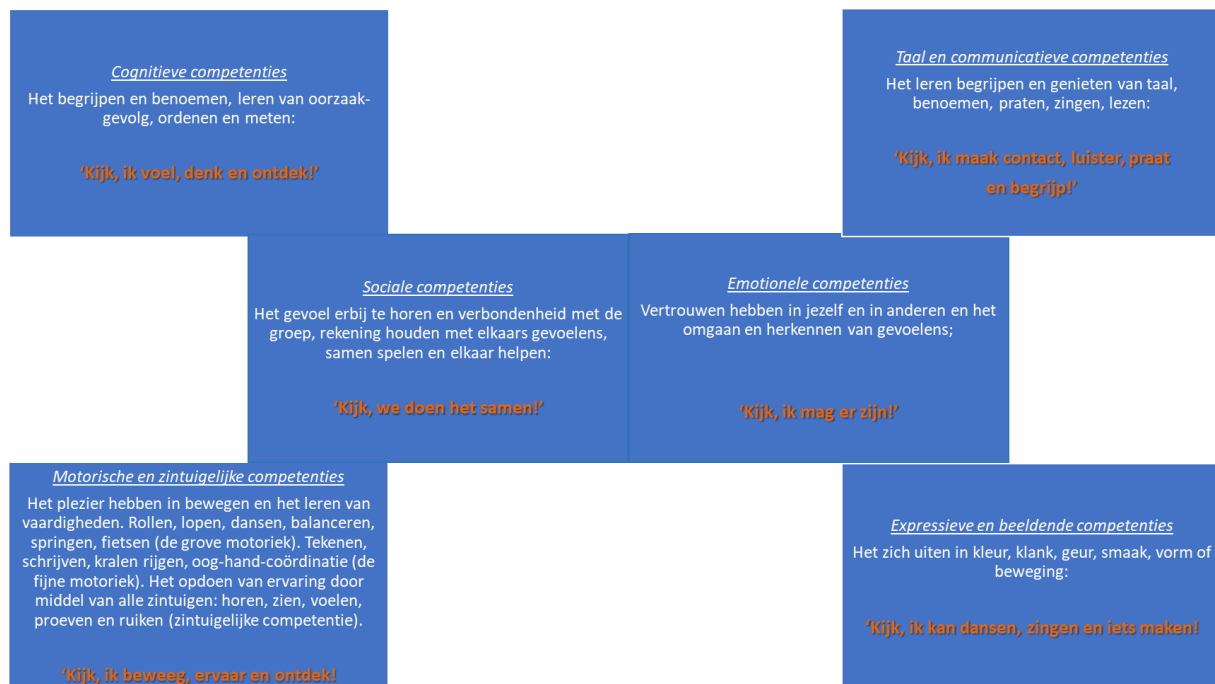 Cognitieve competenties
Het begrijpen en benoemen, leren van oorzaak-
gevolg, ordenen en meten:
‘Kijk, ik voel, denk en ontdek!’
Taal en communicatieve competenties
Het leren begrijpen en genieten van taal,
benoemen, praten, zingen, lezen:
‘Kijk, ik maak contact, luister, praat
en begrijp!’
Sociale competenties
Het gevoel erbij te horen en verbondenheid met de
groep, rekening houden met elkaars gevoelens,
samen spelen en elkaar helpen:
‘Kijk, we doen het samen!’
Emotionele competenties
Vertrouwen hebben in jezelf en in anderen en het
omgaan en herkennen van gevoelens;
‘Kijk, ik mag er zijn!’
Motorische en zintuigelijke competenties
Het plezier hebben in bewegen en het leren van
vaardigheden. Rollen, lopen, dansen, balanceren,
springen, fietsen (de grove motoriek). Tekenen,
schrijven, kralen rijgen, oog-hand-coördinatie (de
fijne motoriek). Het opdoen van ervaring door
middel van alle zintuigen: horen, zien, voelen,
proeven en ruiken (zintuigelijke competentie).
‘Kijk, ik beweeg, ervaar en ontdek!
Expressieve en beeldende competenties
Het zich uiten in kleur, klank, geur, smaak, vorm of
beweging:
‘Kijk, ik kan dansen, zingen en iets maken!